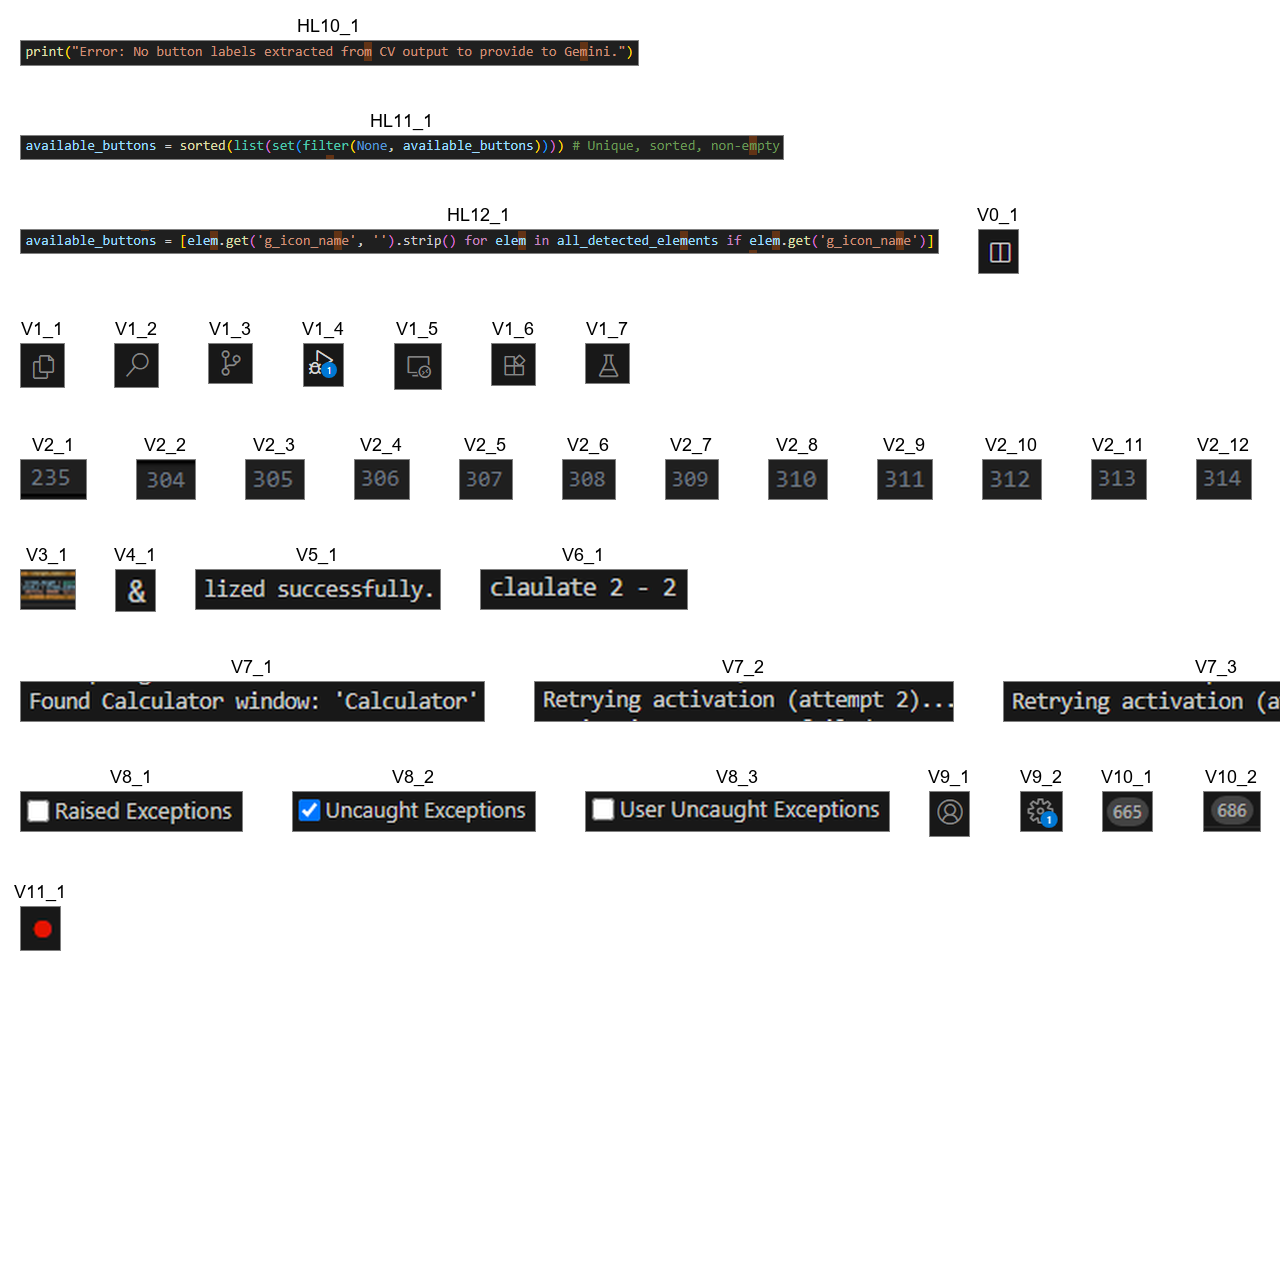 HL10_1
print("Error: No button labels extracted from CV output to provide to Gemini.")
HL11_1
available_buttons = sorted(list(set(filter(None, available_buttons)))) # Unique, sorted, non-empty
HL12_1 V0_1
available_buttons = [elem.get('g_icon_name', '').strip() for elem in all_detected_elements if elem.get('g_icon_name')]
V1_1 V1_2 V1_3 V1_4 V1_5 V1_6 V1_7
1
V2_1 V2_2 V2_3 V2_4 V2_5 V2_6 V2_7 V2_8 V2_9 V2_10 V2_11 V2_12
235 304 305 306 307 308 309 310 311 312 313 314
V3_1 V4_1 V5_1 V6_1
& lized successfully. claulate 2 - 2
V7_1 V7_2 V7_3
Found Calculator window: 'Calculator' Retrying activation (attempt 2)... Retrying activation (a
V8_1 V8_2 V8_3 V9_1 V9_2 V10_1 V10_2
Raised Exceptions Uncaught Exceptions User Uncaught Exceptions 1 665 686
V11_1